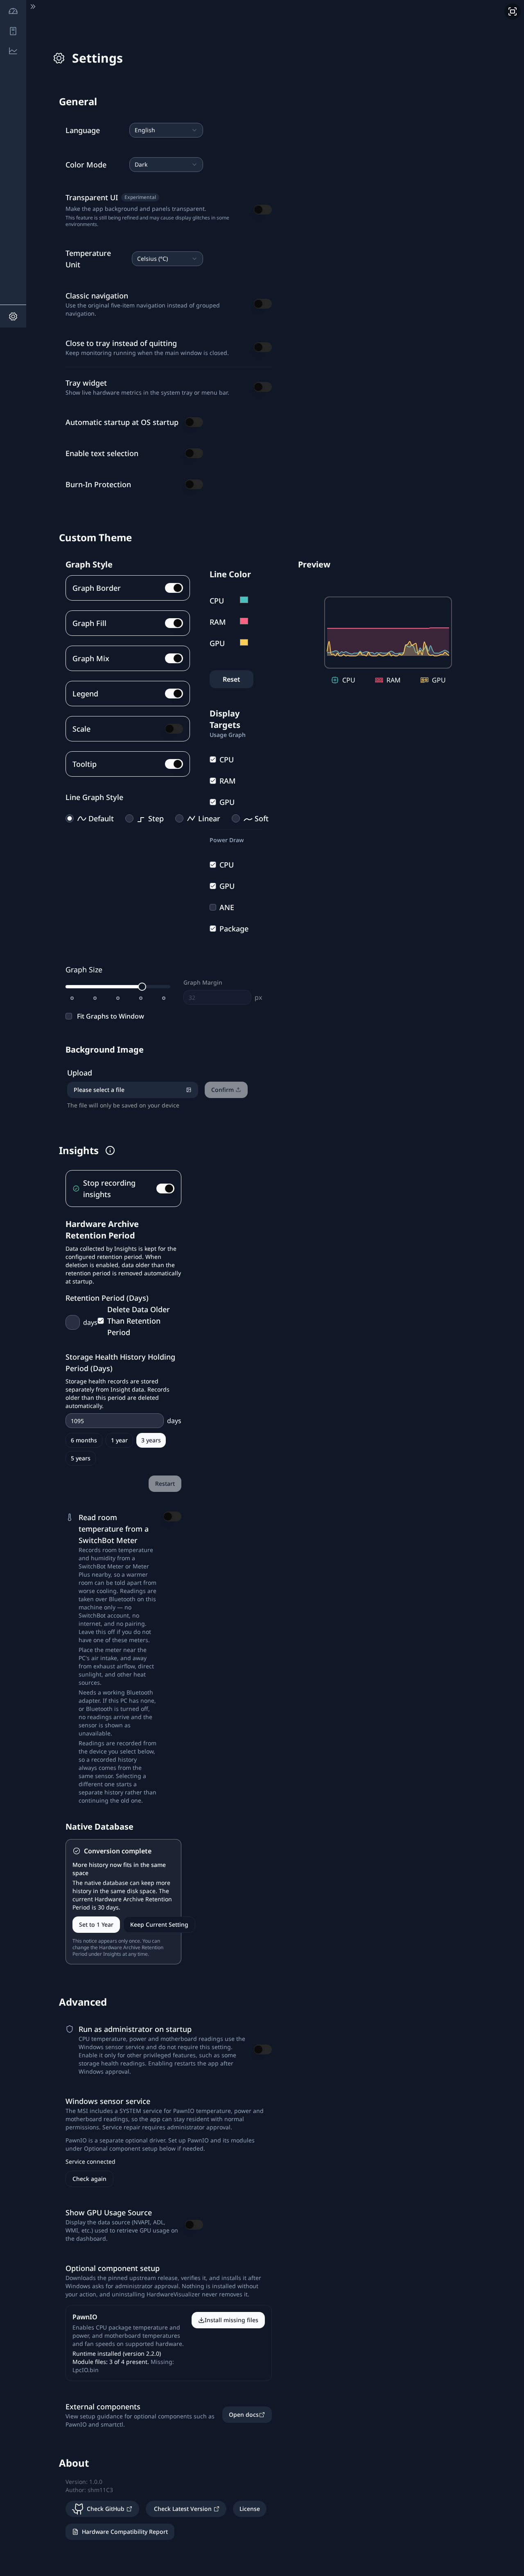 Settings
General
Language
English
Color Mode
Dark
Transparent UI
Experimental
Make the app background and panels transparent.
This feature is still being refined and may cause display glitches in some
environments.
Temperature
Unit
Celsius (°C)
Classic navigation
Use the original five-item navigation instead of grouped
navigation.
Close to tray instead of quitting
Keep monitoring running when the main window is closed.
Tray widget
Show live hardware metrics in the system tray or menu bar.
Automatic startup at OS startup
Enable text selection
Burn-In Protection
Custom Theme
Graph Style
Graph Border
Graph Fill
Graph Mix
Legend
Scale
Tooltip
Line Graph Style
Default
Step
Linear
Soft
Line Color
CPU
RAM
GPU
Reset
Display
Targets
Usage Graph
CPU
RAM
GPU
Power Draw
CPU
GPU
ANE
Package
Preview
CPU
RAM
GPU
Graph Size
Graph Margin
32
px
Fit Graphs to Window
Background Image
Upload
Please select a file
Confirm
The file will only be saved on your device
Insights
Stop recording
insights
Hardware Archive
Retention Period
Data collected by Insights is kept for the
configured retention period. When
deletion is enabled, data older than the
retention period is removed automatically
at startup.
Retention Period (Days)
days
Delete Data Older
Than Retention
Period
Storage Health History Holding
Period (Days)
Storage health records are stored
separately from Insight data. Records
older than this period are deleted
automatically.
1095
days
6 months
1 year
3 years
5 years
Restart
Read room
temperature from a
SwitchBot Meter
Records room temperature
and humidity from a
SwitchBot Meter or Meter
Plus nearby, so a warmer
room can be told apart from
worse cooling. Readings are
taken over Bluetooth on this
machine only — no
SwitchBot account, no
internet, and no pairing.
Leave this off if you do not
have one of these meters.
Place the meter near the
PC's air intake, and away
from exhaust airflow, direct
sunlight, and other heat
sources.
Needs a working Bluetooth
adapter. If this PC has none,
or Bluetooth is turned off,
no readings arrive and the
sensor is shown as
unavailable.
Readings are recorded from
the device you select below,
so a recorded history
always comes from the
same sensor. Selecting a
different one starts a
separate history rather than
continuing the old one.
Native Database
Conversion complete
More history now fits in the same
space
The native database can keep more
history in the same disk space. The
current Hardware Archive Retention
Period is 30 days.
Set to 1 Year
Keep Current Setting
This notice appears only once. You can
change the Hardware Archive Retention
Period under Insights at any time.
Advanced
Run as administrator on startup
CPU temperature, power and motherboard readings use the
Windows sensor service and do not require this setting.
Enable it only for other privileged features, such as some
storage health readings. Enabling restarts the app after
Windows approval.
Windows sensor service
The MSI includes a SYSTEM service for PawnIO temperature, power and
motherboard readings, so the app can stay resident with normal
permissions. Service repair requires administrator approval.
PawnIO is a separate optional driver. Set up PawnIO and its modules
under Optional component setup below if needed.
Service connected
Check again
Show GPU Usage Source
Display the data source (NVAPI, ADL,
WMI, etc.) used to retrieve GPU usage on
the dashboard.
Optional component setup
Downloads the pinned upstream release, verifies it, and installs it after
Windows asks for administrator approval. Nothing is installed without
your action, and uninstalling HardwareVisualizer never removes it.
PawnIO
Enables CPU package temperature and
power, and motherboard temperatures
and fan speeds on supported hardware.
Runtime installed (version 2.2.0)
Module files: 3 of 4 present. Missing:
LpcIO.bin
Install missing files
External components
View setup guidance for optional components such as
PawnIO and smartctl.
Open docs
About
Version: 1.0.0
Author: shm11C3
Check GitHub
Check Latest Version
License
Hardware Compatibility Report